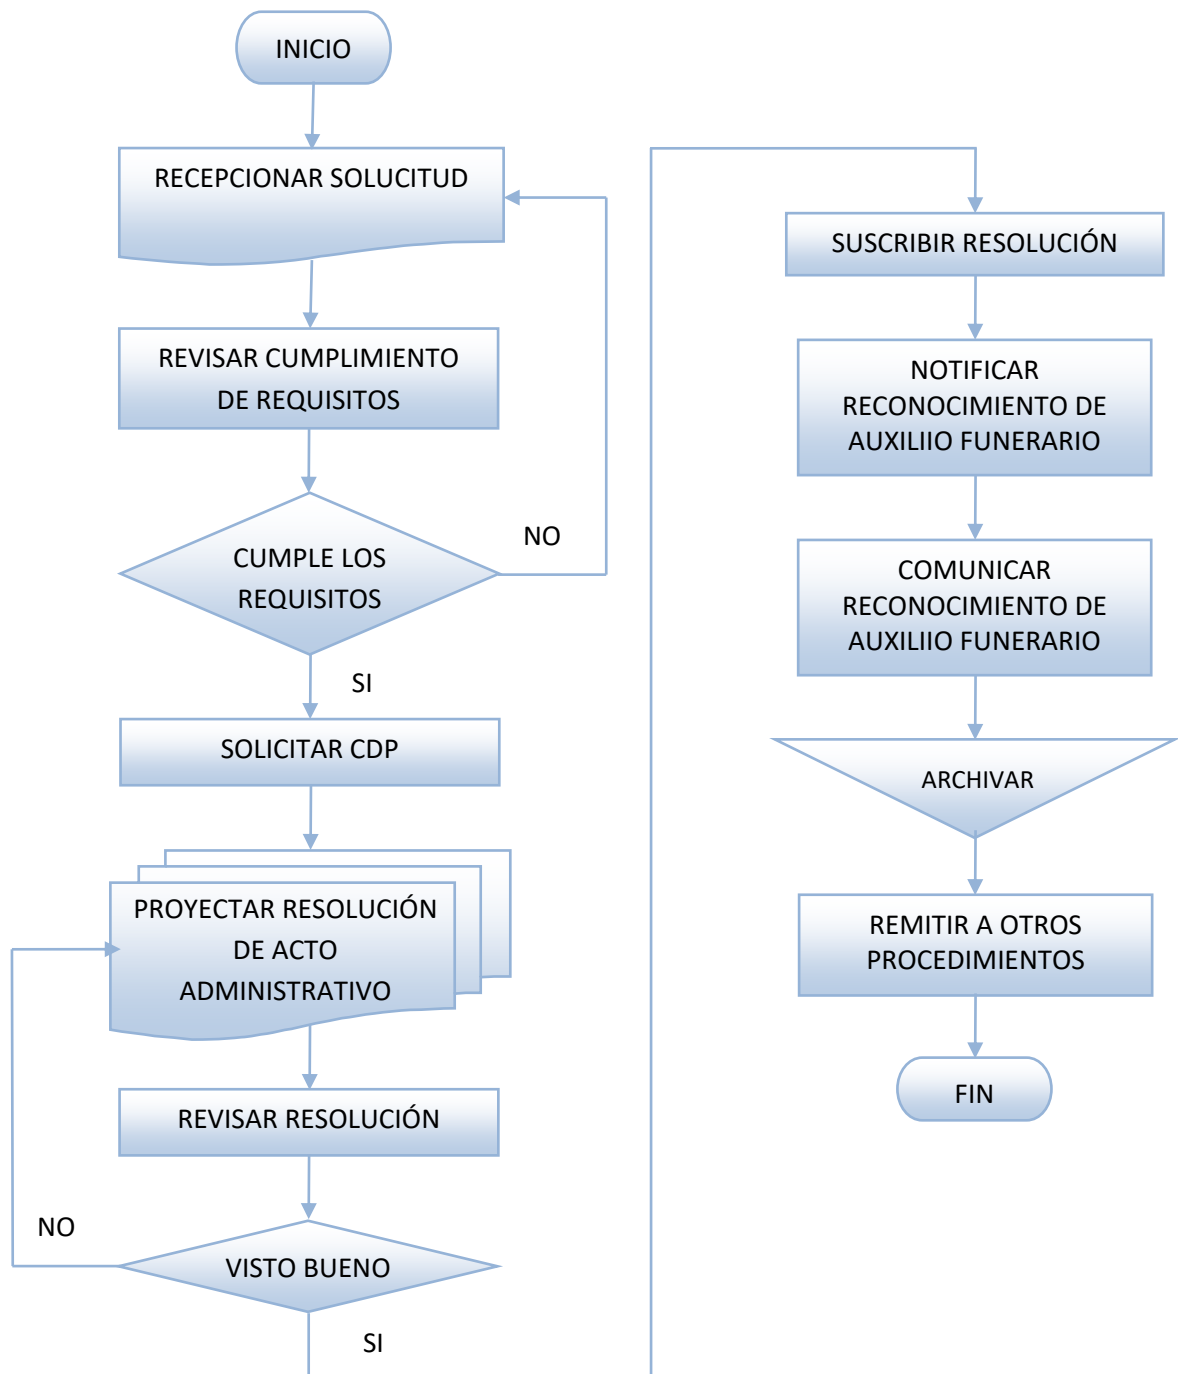 INICIO
RECEPCIONAR SOLUCITUD
REVISAR CUMPLIMIENTO
DE REQUISITOS
CUMPLE LOS
REQUISITOS
NO
SI
SOLICITAR CDP
PROYECTAR RESOLUCIÓN
DE ACTO
ADMINISTRATIVO
REVISAR RESOLUCIÓN
NO
VISTO BUENO
SI
SUSCRIBIR RESOLUCIÓN
NOTIFICAR
RECONOCIMIENTO DE
AUXILIIO FUNERARIO
COMUNICAR
RECONOCIMIENTO DE
AUXILIIO FUNERARIO
ARCHIVAR
REMITIR A OTROS
PROCEDIMIENTOS
FIN